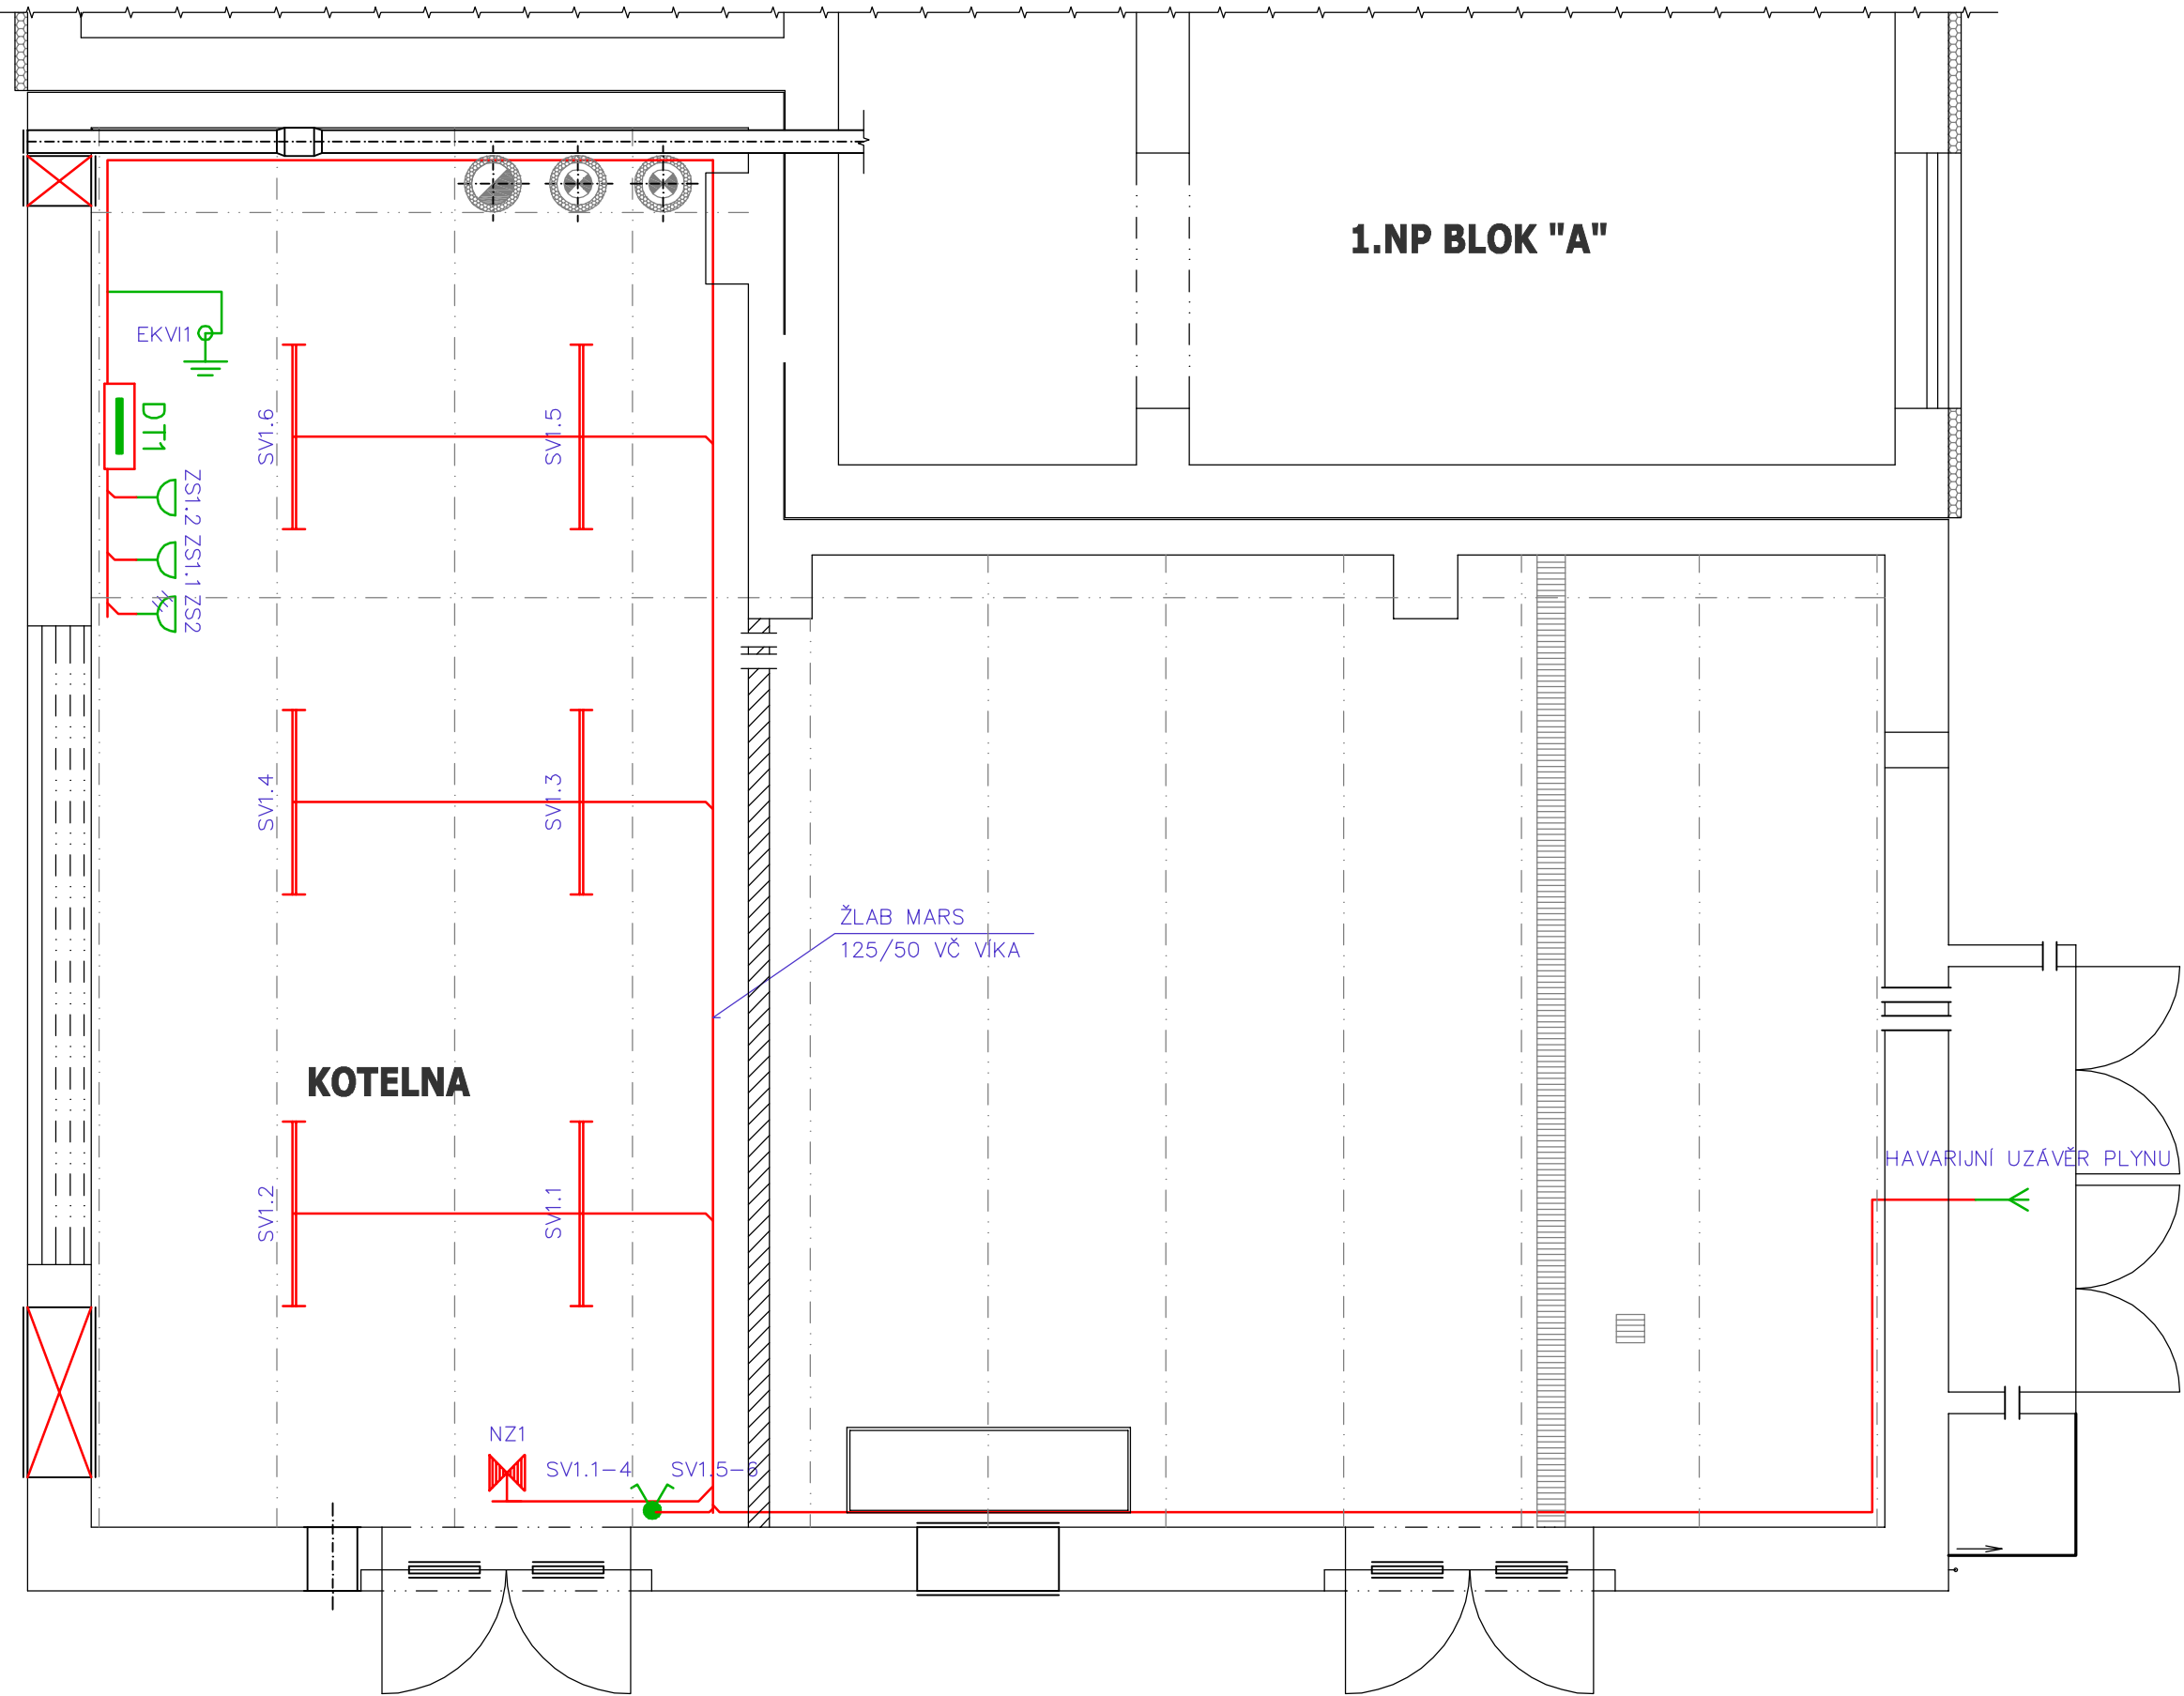 1.NP BLOK "A"
EKVI1
DT1
SV1.6
SV1.5
ZS1.2
ZS1.1
ZS2
SV1.4
SV1.3
ŽLAB MARS
125/50 VČ VÍKA
KOTELNA
HAVARIJNÍ UZÁVĚR PLYNU
SV1.2
SV1.1
NZ1
SV1.1-4
SV1.5-6